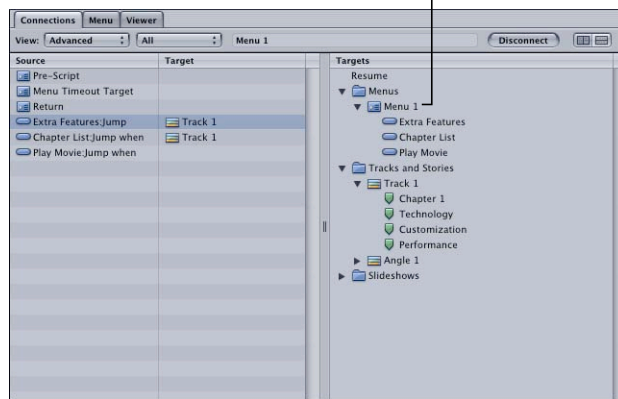 Connections Menu Viewer
View: Advanced All Menu 1 Disconnect
Source Target Targets
Pre-Script Resume
Menu Timeout Target Menus
Return Menu 1
Extra Features:Jump Track 1 Extra Features
Chapter List:Jump when Track 1 Chapter List
Play Movie:Jump when Play Movie
Tracks and Stories
Track 1
Chapter 1
Technology
Customization
Performance
Angle 1
Slideshows